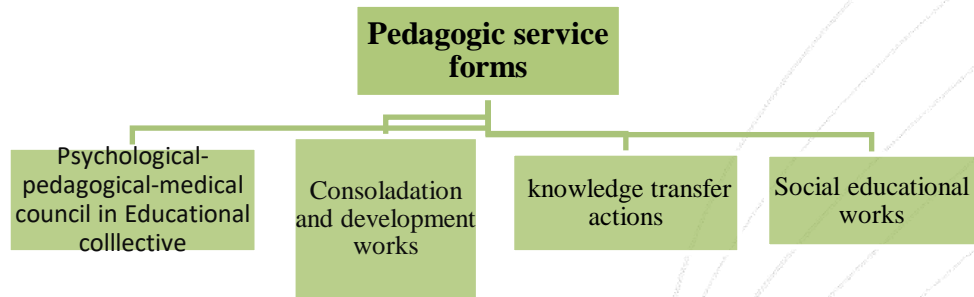 Pedagogic service
forms
Psychological-
pedagogical-medical
council in Educational
colllective
Consoladation
and development
works
knowledge transfer
actions
Social educational
works